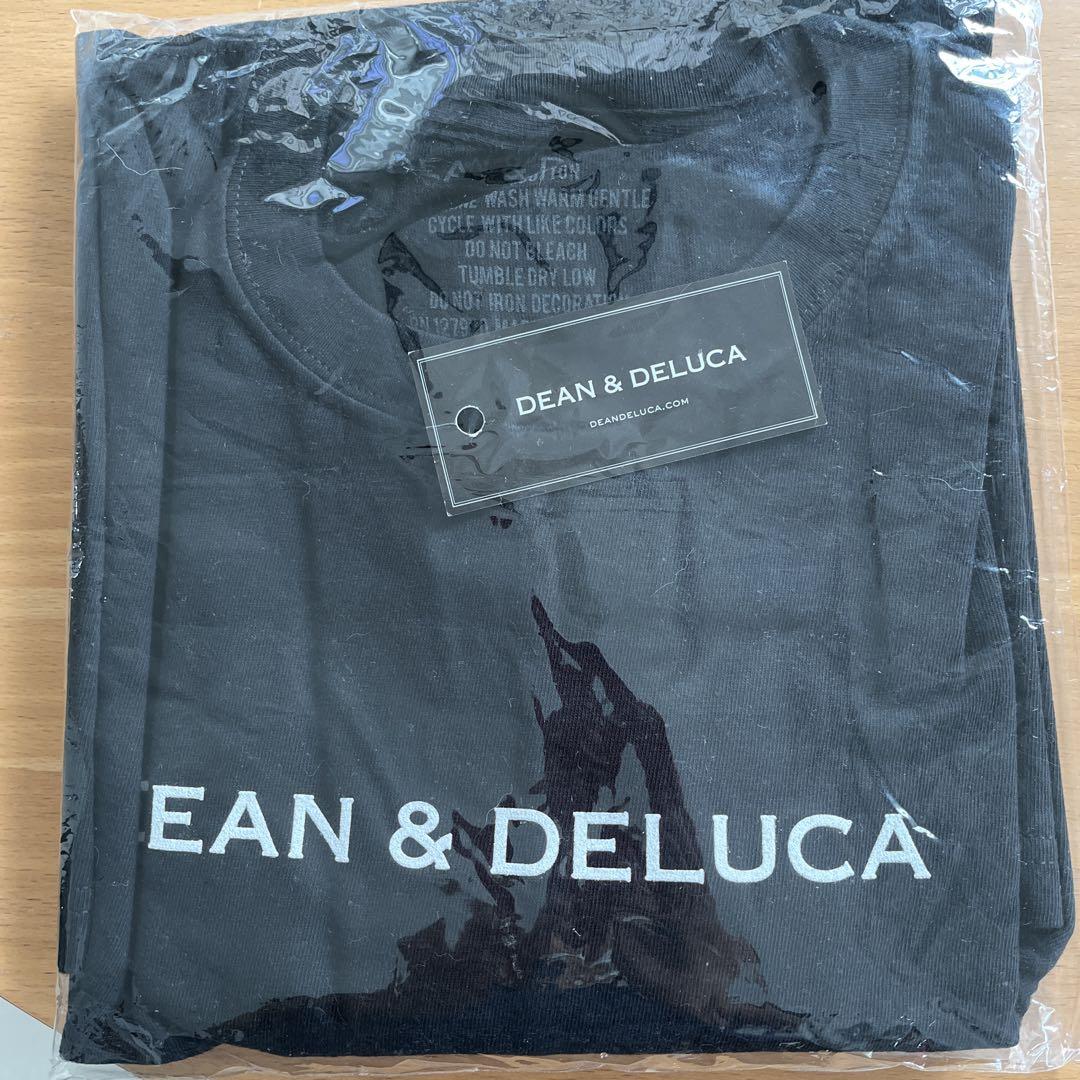 COTTON
WASH WARM GENTLE
CYCLE WITH LIKE COLORS
DO NOT BLEACH
TUMBLE DRY LOW
DO NOT IRON DECORATION
DEAN & DELUCA
DEANDELUCA.COM
EAN & DELUCA